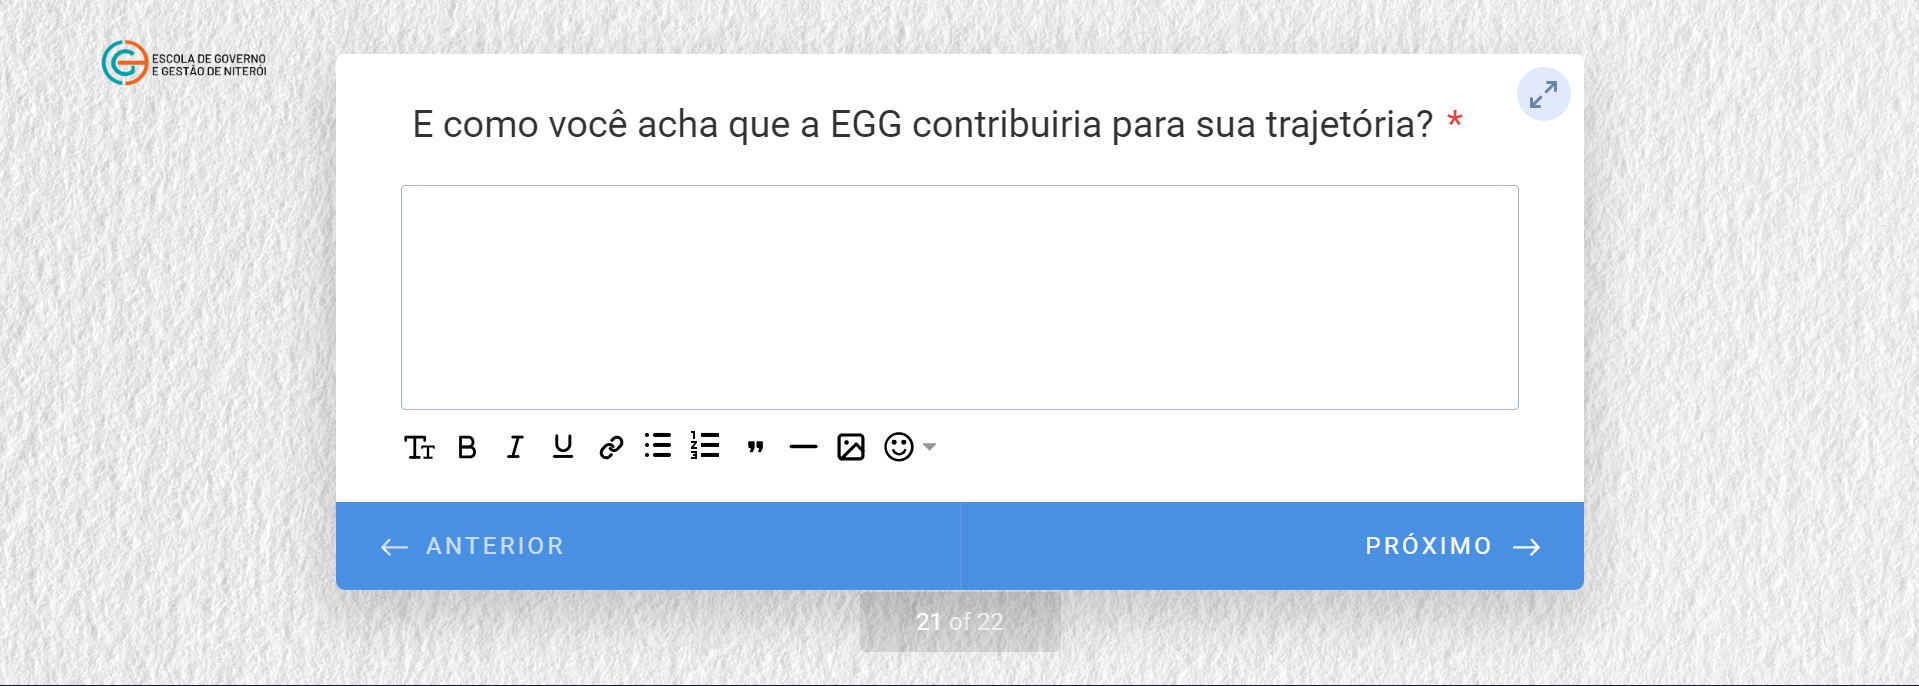 ESCOLA DE GOVERNO
E GESTÃO DE NITERÓI
E como você acha que a EGG contribuiria para sua trajetória? *
← ANTERIOR
PRÓXIMO →
21 of 22